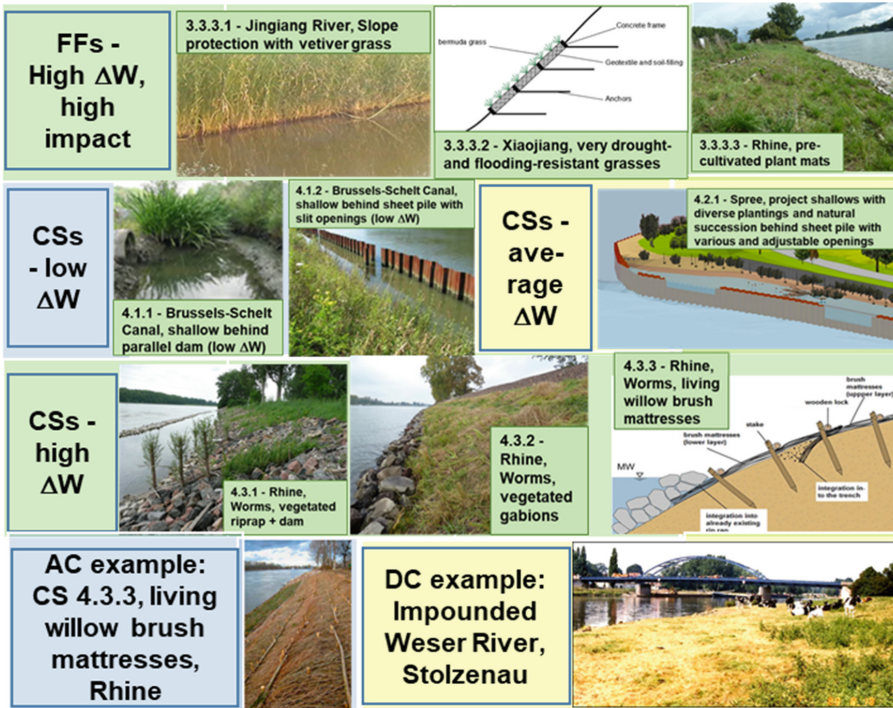 FFs -
High ΔW,
high
impact
3.3.3.1 - Jingjang River, Slope
protection with vetiver grass
bermuda grass
Concrete frame
Geotextile and soil-filling
Anchors
3.3.3.2 - Xiaojiang, very drought-
and flooding-resistant grasses
3.3.3.3 - Rhine, pre-
cultivated plant mats
CSs
- low
ΔW
4.1.1 - Brussels-Schelt
Canal, shallow behind
parallel dam (low ΔW)
4.1.2 - Brussels-Schelt Canal,
shallow behind sheet pile with
slit openings (low ΔW)
CSs -
ave-
rage
ΔW
4.2.1 - Spree, project shallows with
diverse plantings and natural
succession behind sheet pile with
various and adjustable openings
CSs -
high
ΔW
4.3.1 - Rhine,
Worms, vegetated
riprap + dam
4.3.2 -
Rhine,
Worms,
vegetated
gabions
4.3.3 - Rhine,
Worms, living
willow brush
mattresses
brush
mattresses
(uppper layer)
wooden lock
stake
brush mattresses
(lower layer)
MW
integration in-
to the trench
integration into
already existing
rip rap
AC example:
CS 4.3.3, living
willow brush
mattresses,
Rhine
DC example:
Impounded
Weser River,
Stolzenau